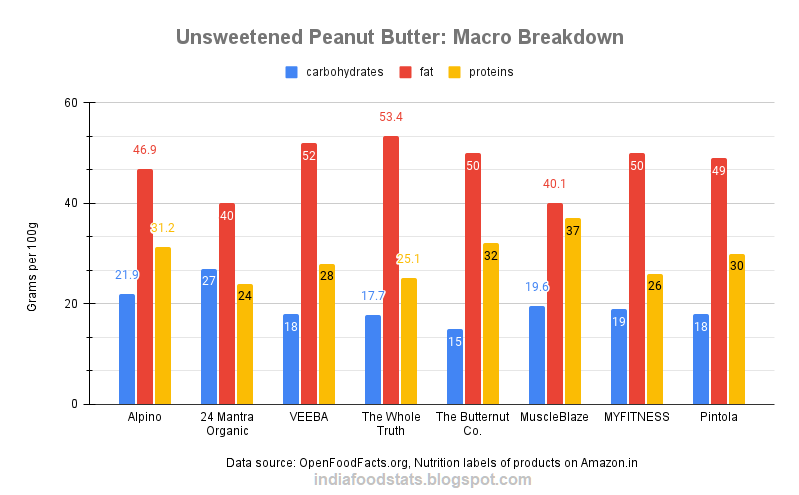 Unsweetened Peanut Butter: Macro Breakdown
carbohydrates fat proteins
Grams per 100g
60
40
20
0
21.9 46.9 31.2
27 40 24
18 52 28
17.7 53.4 25.1
15 50 32
19.6 40.1 37
19 50 26
18 49 30
Alpino
24 Mantra
Organic
VEEBA
The Whole
Truth
The Butternut
Co.
MuscleBlaze
MYFITNESS
Pintola
Data source: OpenFoodFacts.org, Nutrition labels of products on Amazon.in
indiafoodstats.blogspot.com